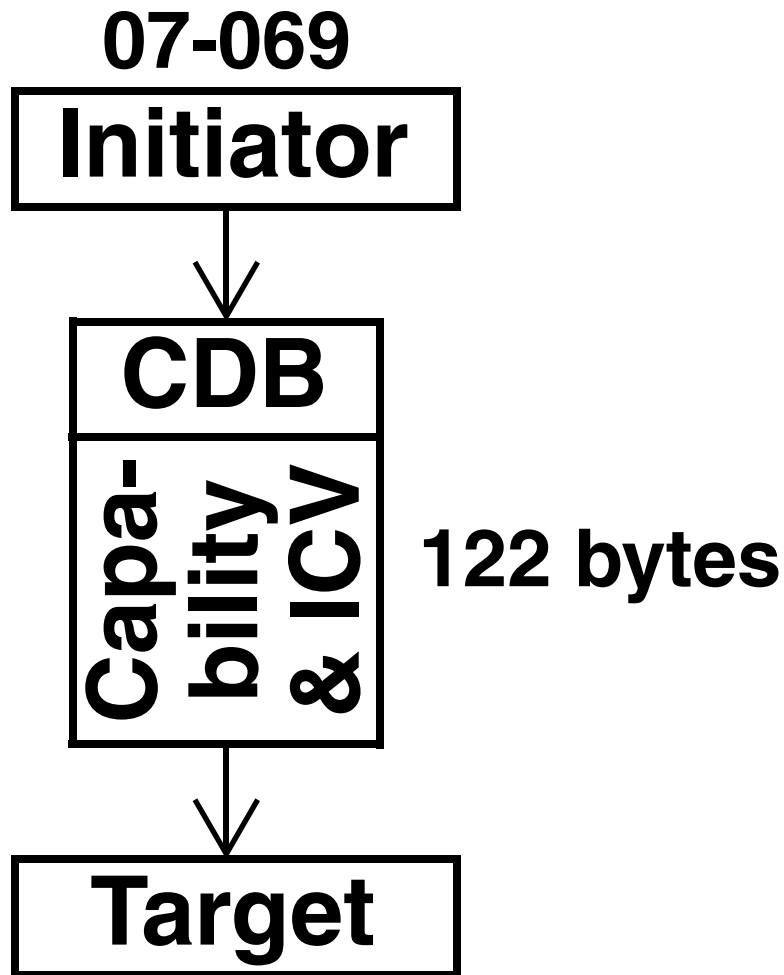 07-069
Initiator
CDB
Capa-
bility
& ICV
122 bytes
Target